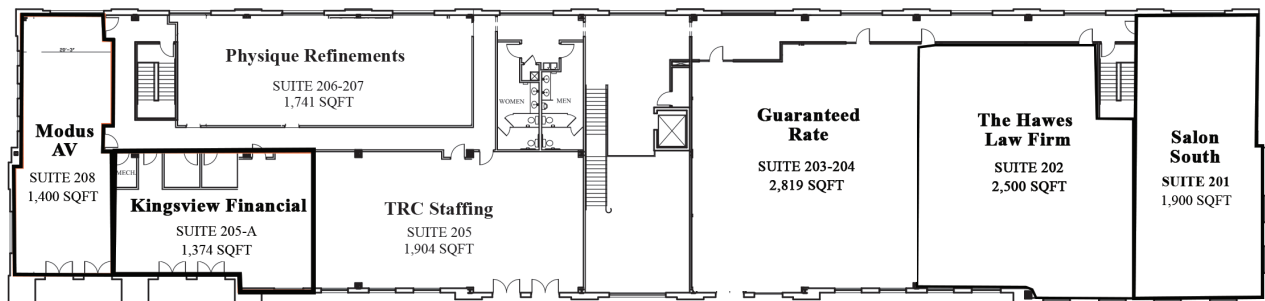 Modus
AV
SUITE 208
1,400 SQFT
Physique Refinements
SUITE 206-207
1,741 SQFT
MECH.
Kingsview Financial
SUITE 205-A
1,374 SQFT
TRC Staffing
SUITE 205
1,904 SQFT
WOMEN
MEN
Guaranteed
Rate
SUITE 203-204
2,819 SQFT
The Hawes
Law Firm
SUITE 202
2,500 SQFT
Salon
South
SUITE 201
1,900 SQFT